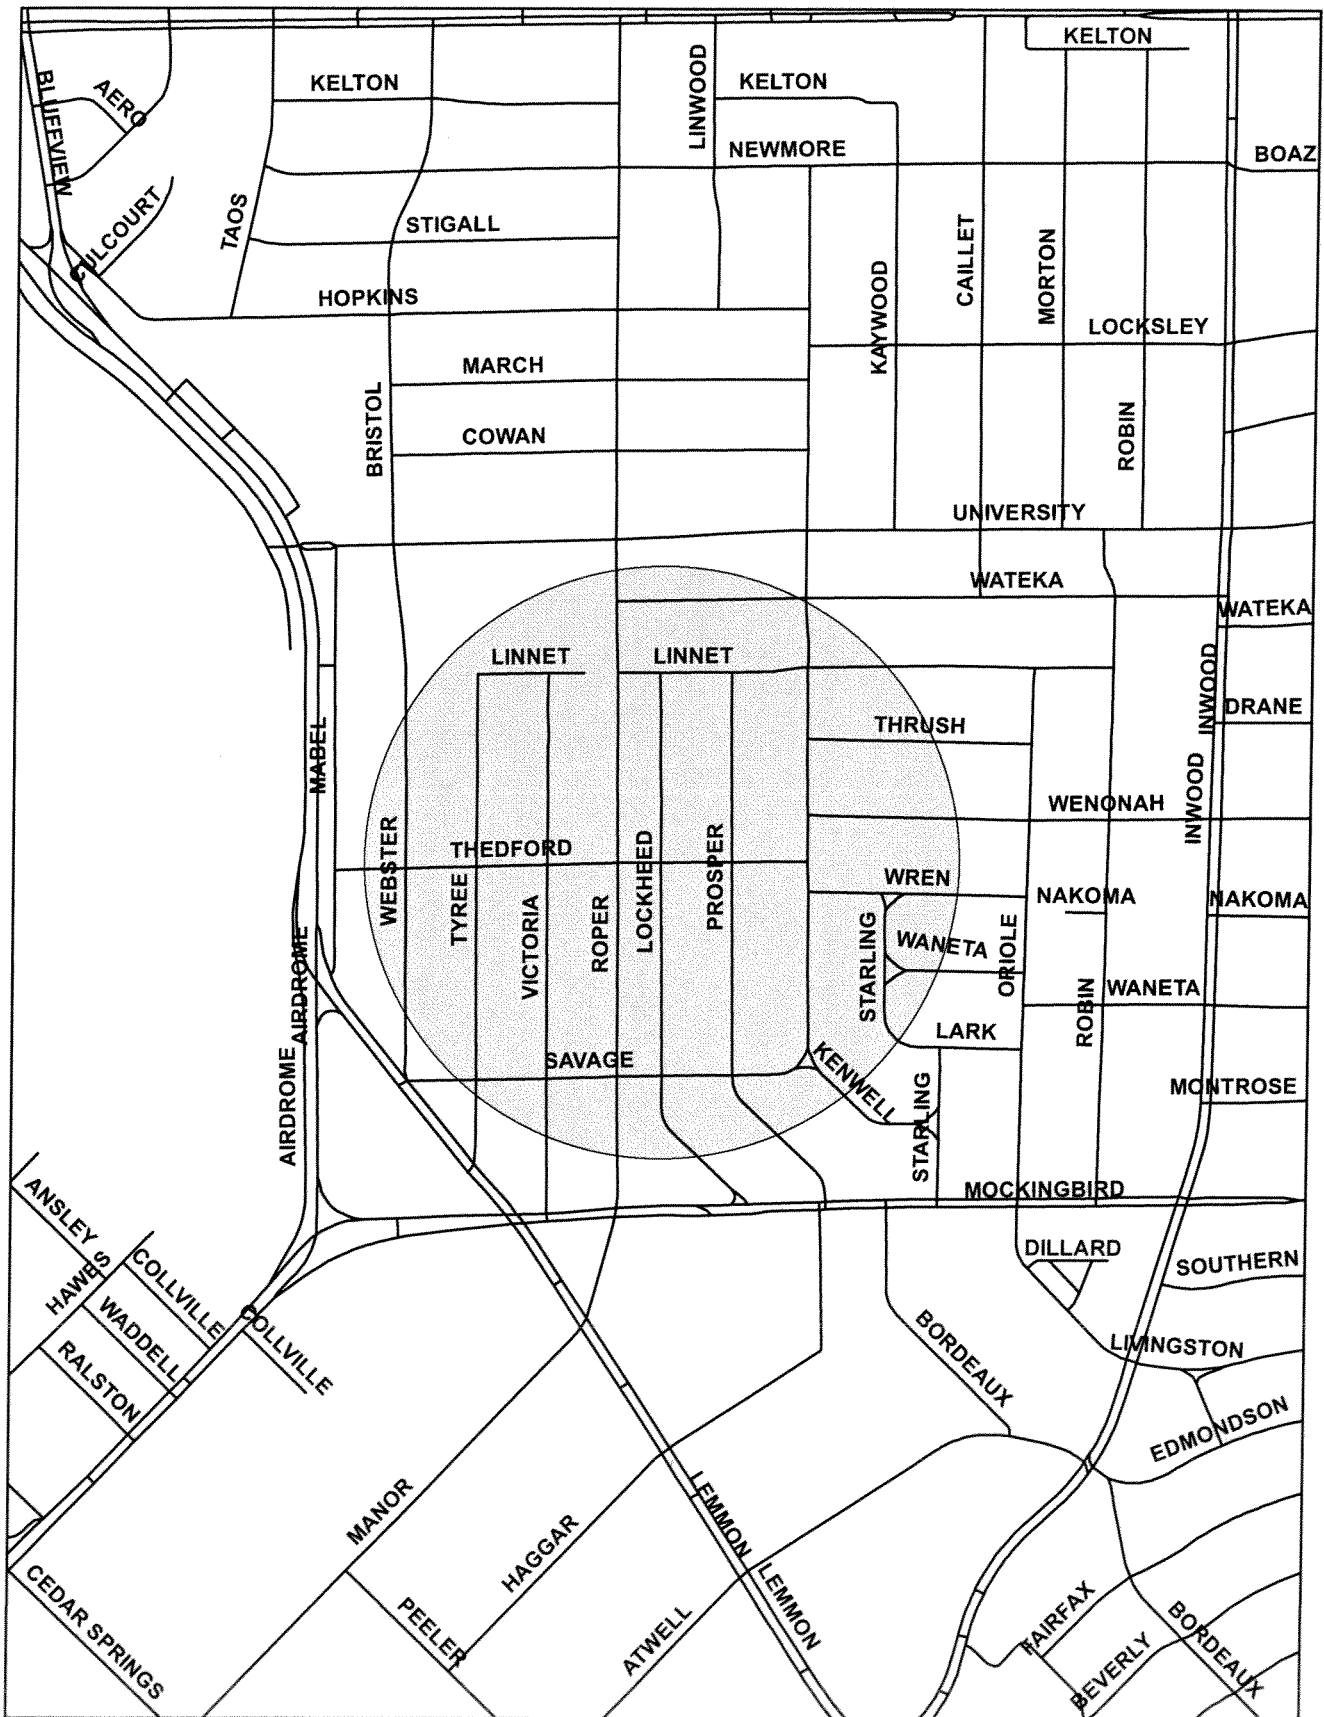 KELTON
BLUFFVIEW
AERO
KELTON
LINWOOD
KELTON
NEWMORE
BOAZ
CULCOURT
TAOS
STIGALL
CAILLET
MORTON
KAYWOOD
HOPKINS
LOCKSLEY
MARCH
BRISTOL
COWAN
ROBIN
UNIVERSITY
WATEKA
WATEKA
LINNET
LINNET
INWOOD
DRANE
THRUSH
MABEL
INWOOD
WENONAH
WEBSTER
THEDFORD
LOCKHEED
PROSPER
TYREE
VICTORIA
ROPER
WREN
NAKOMA
NAKOMA
STARLING
WANETA
ORIOLE
AIRDROME
WANETA
ROBIN
LARK
AIRDROME
SAVAGE
KENWELL
STARLING
MONTROSE
MOCKINGBIRD
ANSLEY
HAWES
COLLVILLE
DILLARD
SOUTHERN
WADDELL
COLLVILLE
BORDEAUX
LIVINGSTON
RALSTON
EDMONDSON
MANOR
LEMMON
HAGGAR
LEMMON
CEDAR SPRINGS
PEELER
ATWELL
FAIRFAX
BORDEAUX
BEVERLY